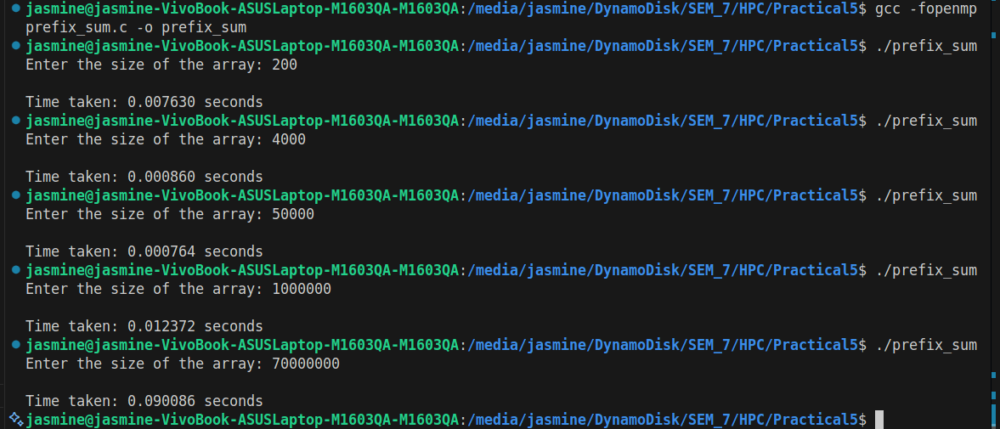 jasmine@jasmine-VivoBook-ASUSLaptop-M1603QA-M1603QA:/media/jasmine/DynamoDisk/SEM_7/HPC/Practical5$ gcc -fopenmp
prefix_sum.c -o prefix_sum
jasmine@jasmine-VivoBook-ASUSLaptop-M1603QA-M1603QA:/media/jasmine/DynamoDisk/SEM_7/HPC/Practical5$ ./prefix_sum
Enter the size of the array: 200
Time taken: 0.007630 seconds
jasmine@jasmine-VivoBook-ASUSLaptop-M1603QA-M1603QA:/media/jasmine/DynamoDisk/SEM_7/HPC/Practical5$ ./prefix_sum
Enter the size of the array: 4000
Time taken: 0.000860 seconds
jasmine@jasmine-VivoBook-ASUSLaptop-M1603QA-M1603QA:/media/jasmine/DynamoDisk/SEM_7/HPC/Practical5$ ./prefix_sum
Enter the size of the array: 50000
Time taken: 0.000764 seconds
jasmine@jasmine-VivoBook-ASUSLaptop-M1603QA-M1603QA:/media/jasmine/DynamoDisk/SEM_7/HPC/Practical5$ ./prefix_sum
Enter the size of the array: 1000000
Time taken: 0.012372 seconds
jasmine@jasmine-VivoBook-ASUSLaptop-M1603QA-M1603QA:/media/jasmine/DynamoDisk/SEM_7/HPC/Practical5$ ./prefix_sum
Enter the size of the array: 70000000
Time taken: 0.090086 seconds
jasmine@jasmine-VivoBook-ASUSLaptop-M1603QA-M1603QA:/media/jasmine/DynamoDisk/SEM_7/HPC/Practical5$